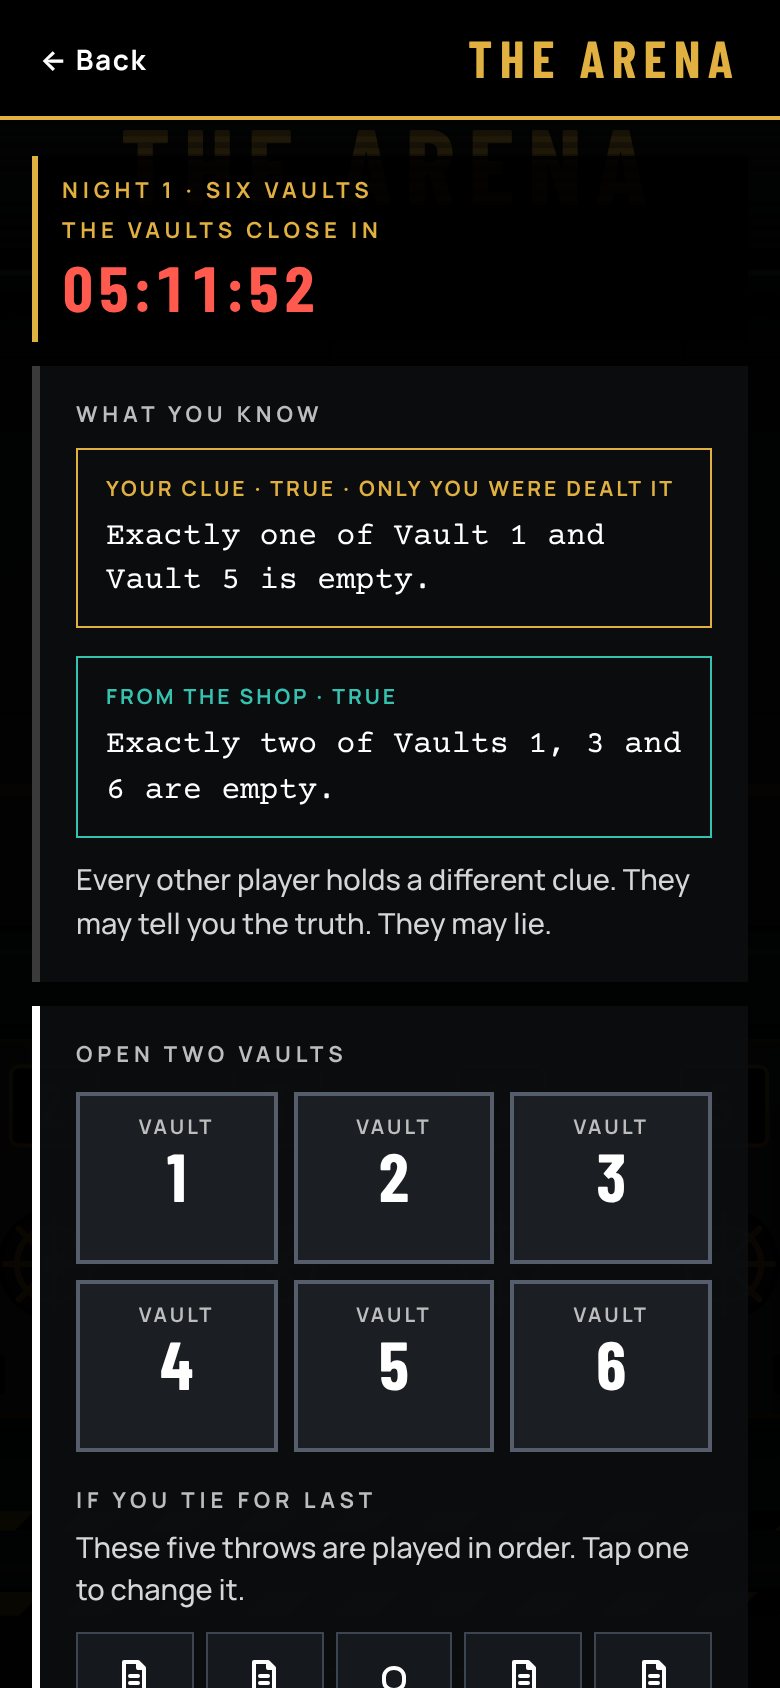 ← Back
THE ARENA
THE ARENA
NIGHT 1 · SIX VAULTS
THE VAULTS CLOSE IN
05:11:52
WHAT YOU KNOW
YOUR CLUE · TRUE · ONLY YOU WERE DEALT IT
Exactly one of Vault 1 and
Vault 5 is empty.
FROM THE SHOP · TRUE
Exactly two of Vaults 1, 3 and
6 are empty.
Every other player holds a different clue. They
may tell you the truth. They may lie.
OPEN TWO VAULTS
VAULT
1
VAULT
2
VAULT
3
VAULT
4
VAULT
5
VAULT
6
IF YOU TIE FOR LAST
These five throws are played in order. Tap one
to change it.